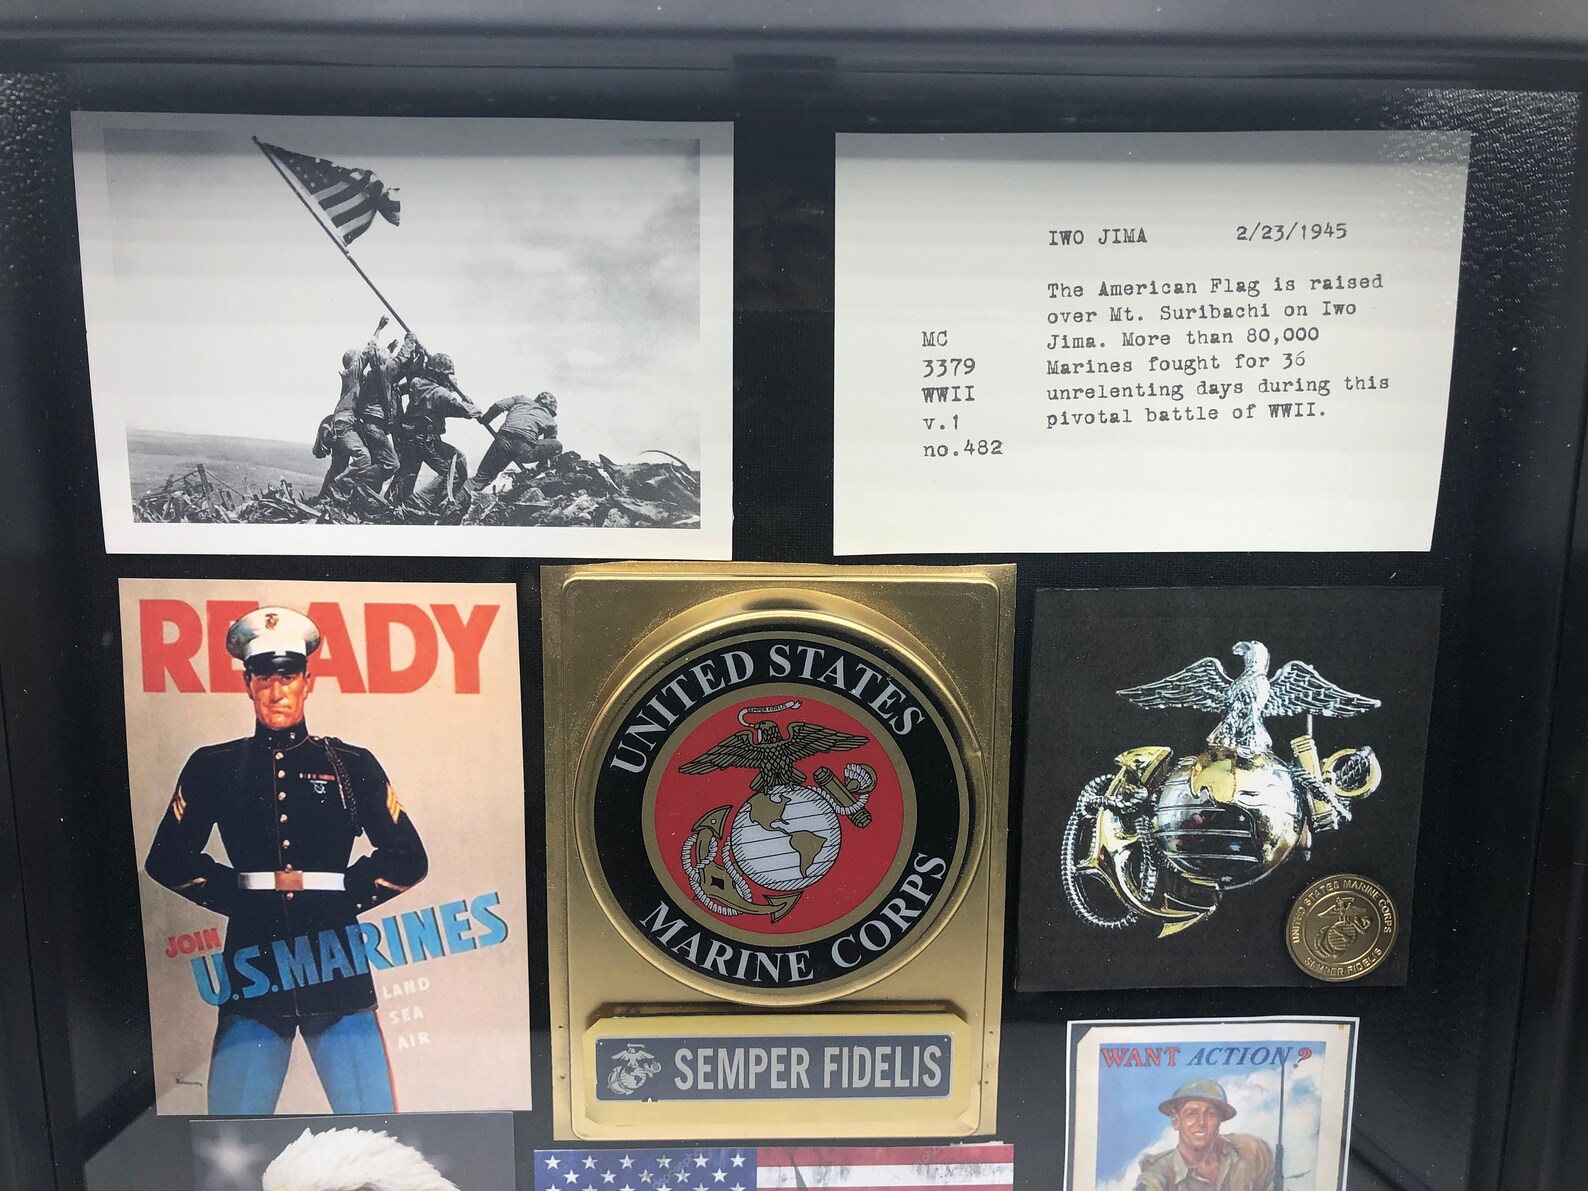 IWO JIMA 2/23/1945
The American Flag is raised
over Mt. Suribachi on Iwo
Jima. More than 80,000
Marines fought for 36
unrelenting days during this
pivotal battle of WWII.
MC
3379
WWII
v.1
no.482
READY
JOIN
U.S.MARINES
LAND
SEA
AIR
UNITED STATES
SEMPER FIDELIS
MARINE CORPS
SEMPER FIDELIS
UNITED STATES MARINE CORPS
SEMPER FIDELIS
WANT ACTION?